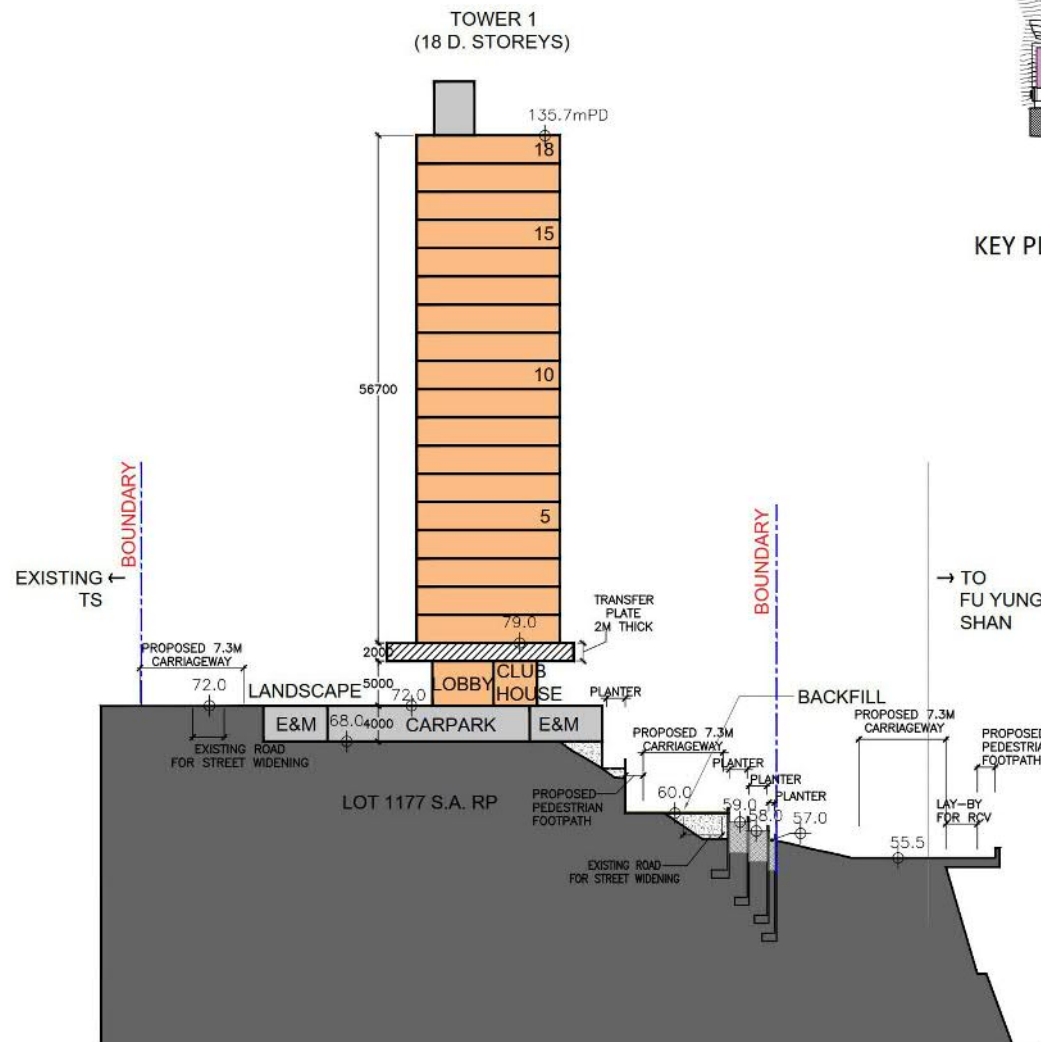 TOWER 1
(18 D. STOREYS)
135.7mPD
18
15
KEY
10
56700
5
BOUNDARY
BOUNDARY
EXISTING ←
TS
→ TO
FU YUNG
SHAN
TRANSFER
PLATE
2M THICK
79.0
2000
PROPOSED 7.3M
CARRIAGEWAY
72.0
LANDSCAPE
5000
72.0
LOBBY
CLUB
HOUSE
PLANTER
BACKFILL
E&M
68.0
4000
CARPARK
E&M
EXISTING ROAD
FOR STREET WIDENING
PROPOSED 7.3M
CARRIAGEWAY
PLANTER
PLANTER
PLANTER
PROPOSED 7.3M
CARRIAGEWAY
PROPOSED
PEDESTRIAN
FOOTPATH
LOT 1177 S.A. RP
PROPOSED
PEDESTRIAN
FOOTPATH
60.0
59.0
58.0
57.0
LAY-BY
FOR RCV
55.5
EXISTING ROAD
FOR STREET WIDENING